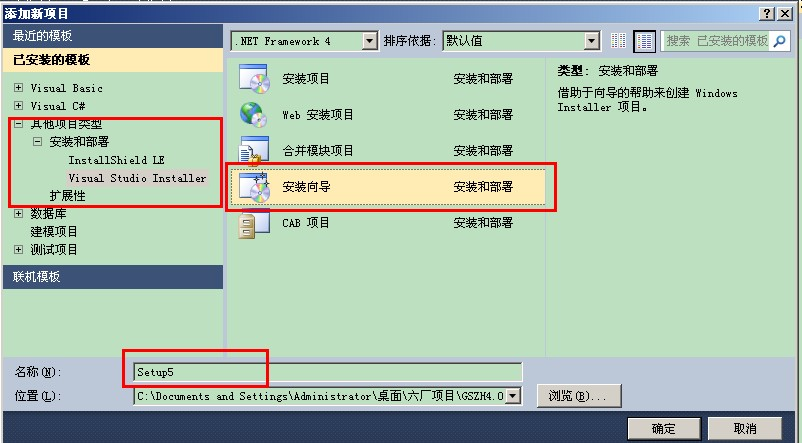 添加新项目
最近的模板
已安装的模板
Visual Basic
Visual C#
其他项目类型
安装和部署
InstallShield LE
Visual Studio Installer
扩展性
数据库
建模项目
测试项目
联机模板
.NET Framework 4
排序依据: 默认值
搜索 已安装的模板
安装项目 安装和部署
Web 安装项目 安装和部署
合并模块项目 安装和部署
安装向导 安装和部署
CAB 项目 安装和部署
类型: 安装和部署
借助于向导的帮助来创建 Windows
Installer 项目。
名称(N): Setup5
位置(L): C:\Documents and Settings\Administrator\桌面\六厂项目\GSZH4.0
浏览(B)...
确定 取消